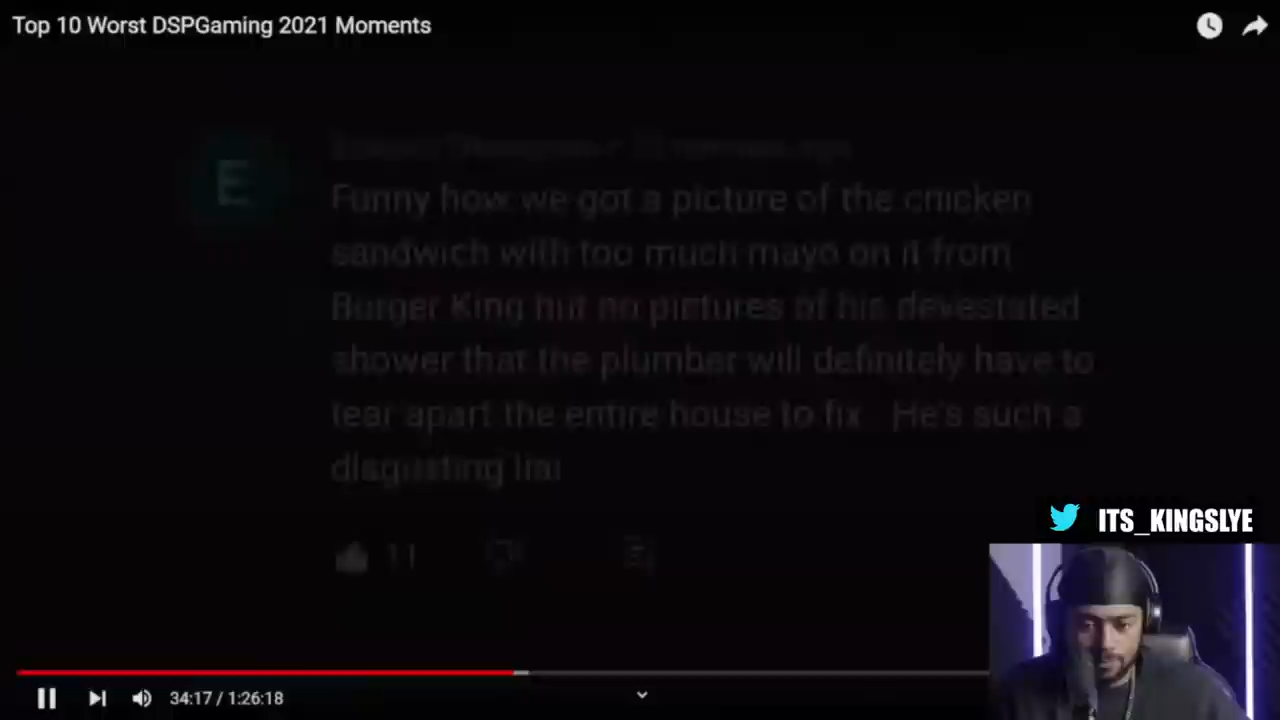 Top 10 Worst DSPGaming 2021 Moments
E
Funny how we got a picture of the chicken
sandwich with too much mayo on it from
Burger King but no pictures of his devestated
shower that the plumber will definitely have to
tear apart the entire house to fix. He's such a
disgusting liar
11
ITS_KINGSLYE
34:17 / 1:26:18